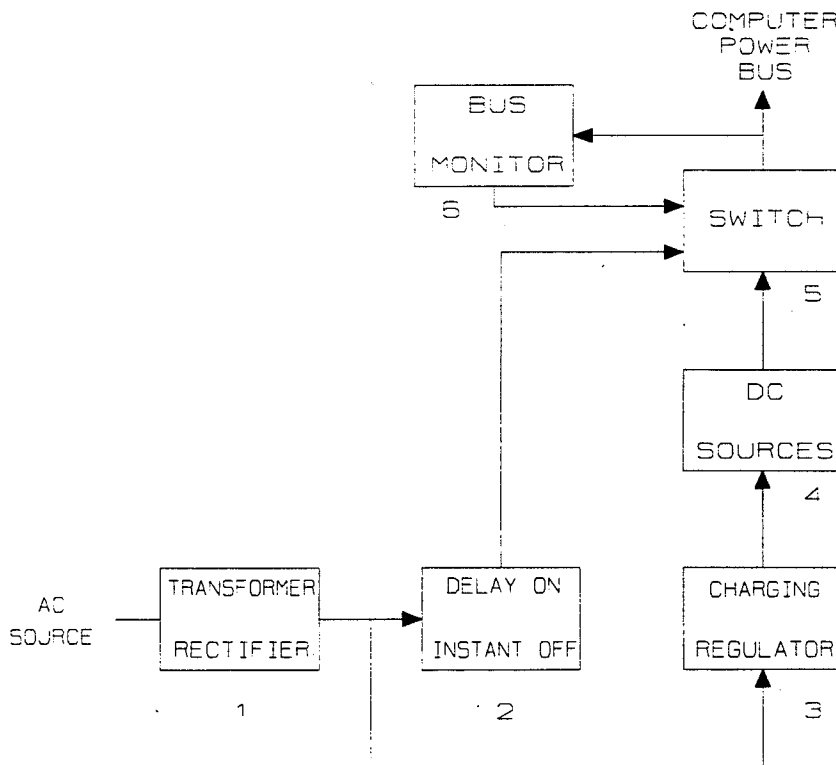 COMPUTER
POWER
BUS
BUS
MONITOR
6
SWITCH
5
DC
SOURCES
4
TRANSFORMER
RECTIFIER
1
DELAY ON
INSTANT OFF
2
CHARGING
REGULATOR
3
AC
SOURCE